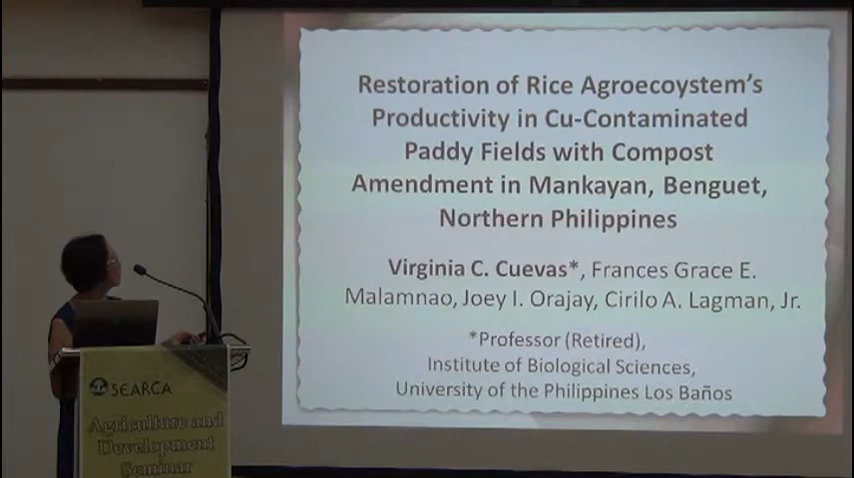 Restoration of Rice Agroecoystem's
Productivity in Cu-Contaminated
Paddy Fields with Compost
Amendment in Mankayan, Benguet,
Northern Philippines
Virginia C. Cuevas*, Frances Grace E.
Malamnao, Joey I. Orajay, Cirilo A. Lagman, Jr.
*Professor (Retired),
Institute of Biological Sciences,
University of the Philippines Los Baños
SEARCA
Agriculture and
Development
Seminar